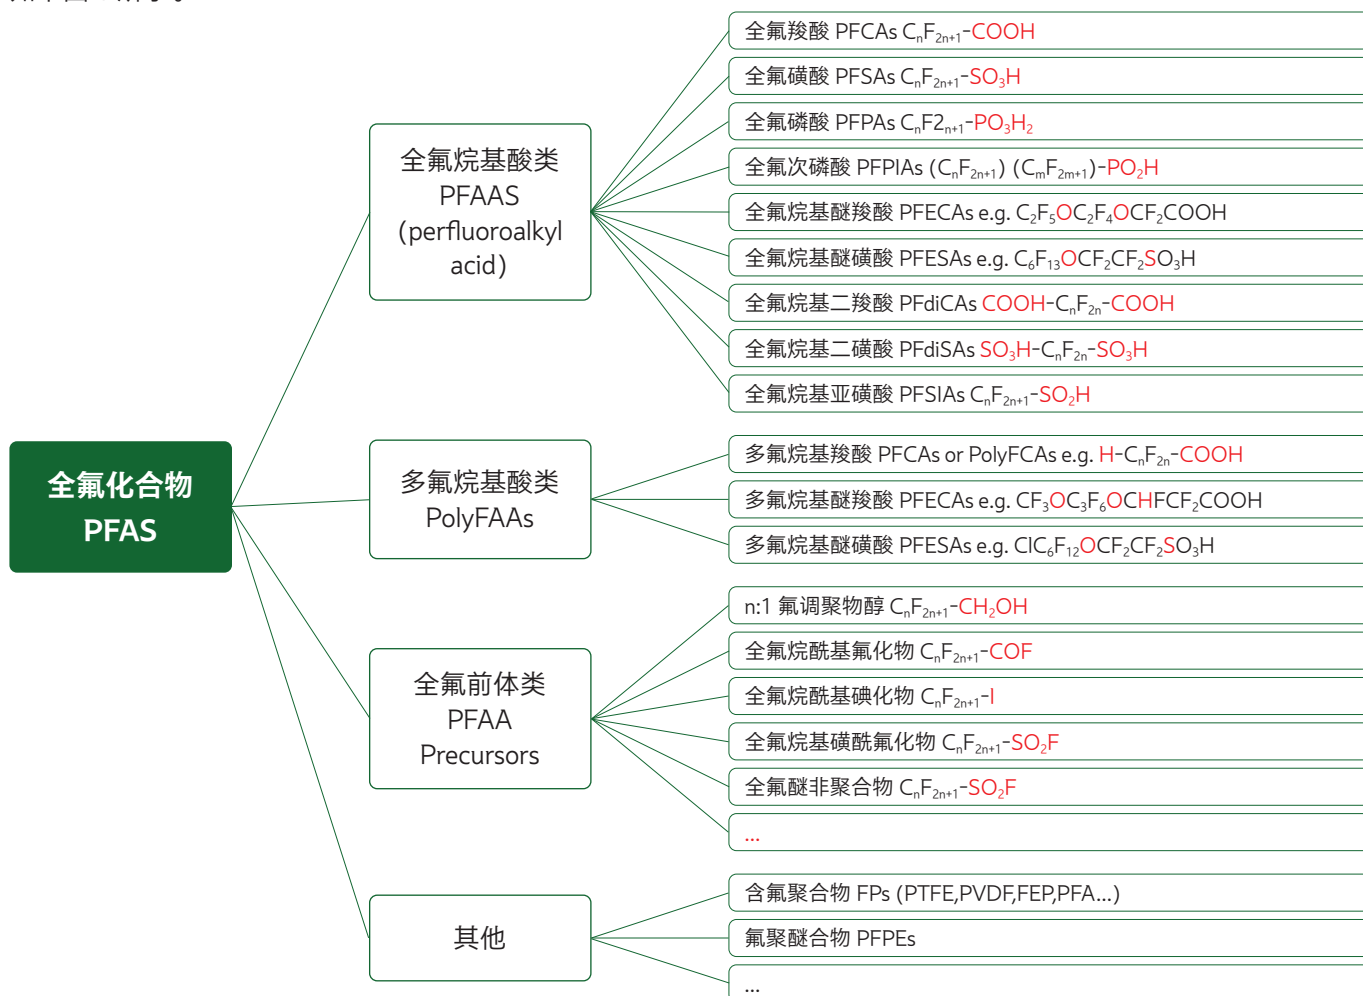 全氟化合物
PFAS
全氟烷基酸类
PFAAS
(perfluoroalkyl
acid)
全氟羧酸 PFCAs CₙF₂ₙ₊₁-COOH
全氟磺酸 PFSAs CₙF₂ₙ₊₁-SO₃H
全氟磷酸 PFPAs CₙF2ₙ₊₁-PO₃H₂
全氟次磷酸 PFPIAs (CₙF₂ₙ₊₁) (CₘF₂ₘ₊₁)-PO₂H
全氟烷基醚羧酸 PFECAs e.g. C₂F₅OC₂F₄OCF₂COOH
全氟烷基醚磺酸 PFESAs e.g. C₆F₁₃OCF₂CF₂SO₃H
全氟烷基二羧酸 PFdiCAs COOH-CₙF₂ₙ-COOH
全氟烷基二磺酸 PFdiSAs SO₃H-CₙF₂ₙ-SO₃H
全氟烷基亚磺酸 PFSIAs CₙF₂ₙ₊₁-SO₂H
多氟烷基酸类
PolyFAAs
多氟烷基羧酸 PFCAs or PolyFCAs e.g. H-CₙF₂ₙ-COOH
多氟烷基醚羧酸 PFECAs e.g. CF₃OC₃F₆OCHFCF₂COOH
多氟烷基醚磺酸 PFESAs e.g. ClC₆F₁₂OCF₂CF₂SO₃H
全氟前体类
PFAA
Precursors
n:1 氟调聚物醇 CₙF₂ₙ₊₁-CH₂OH
全氟烷酰基氟化物 CₙF₂ₙ₊₁-COF
全氟烷酰基碘化物 CₙF₂ₙ₊₁-I
全氟烷基磺酰氟化物 CₙF₂ₙ₊₁-SO₂F
全氟醚非聚合物 CₙF₂ₙ₊₁-SO₂F
...
其他
含氟聚合物 FPs (PTFE,PVDF,FEP,PFA...)
氟聚醚合物 PFPEs
...